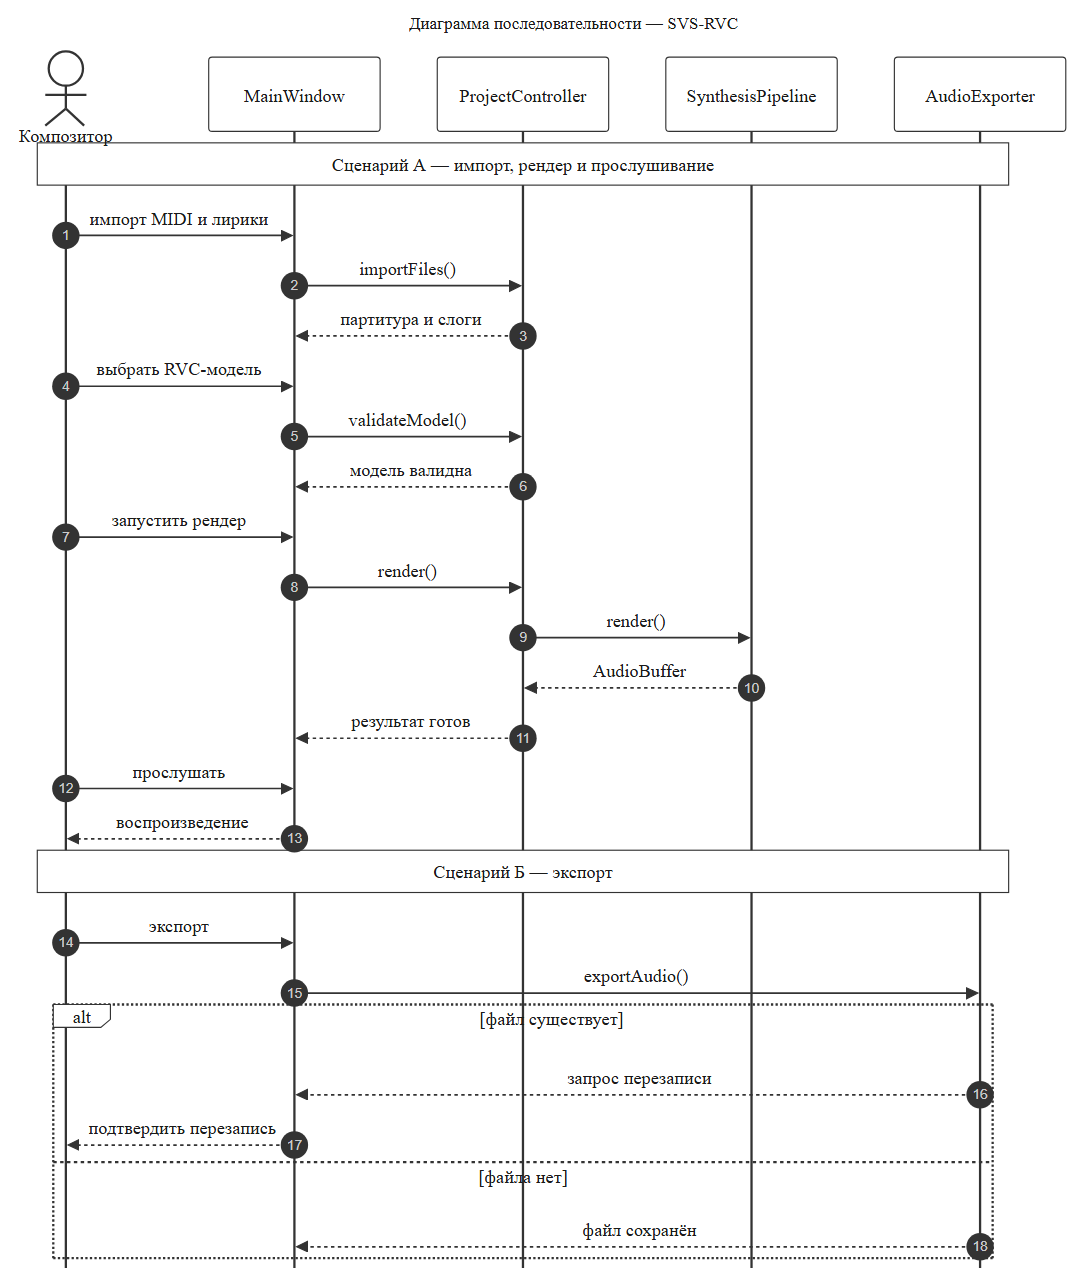 Диаграмма последовательности — SVS-RVC
Композитор
MainWindow
ProjectController
SynthesisPipeline
AudioExporter
Сценарий А — импорт, рендер и прослушивание
импорт MIDI и лирики
1
importFiles()
2
партитура и слоги
3
выбрать RVC-модель
4
validateModel()
5
модель валидна
6
запустить рендер
7
render()
8
render()
9
AudioBuffer
10
результат готов
11
прослушать
12
воспроизведение
13
Сценарий Б — экспорт
экспорт
14
exportAudio()
15
alt
[файл существует]
запрос перезаписи
16
подтвердить перезапись
17
[файла нет]
файл сохранён
18